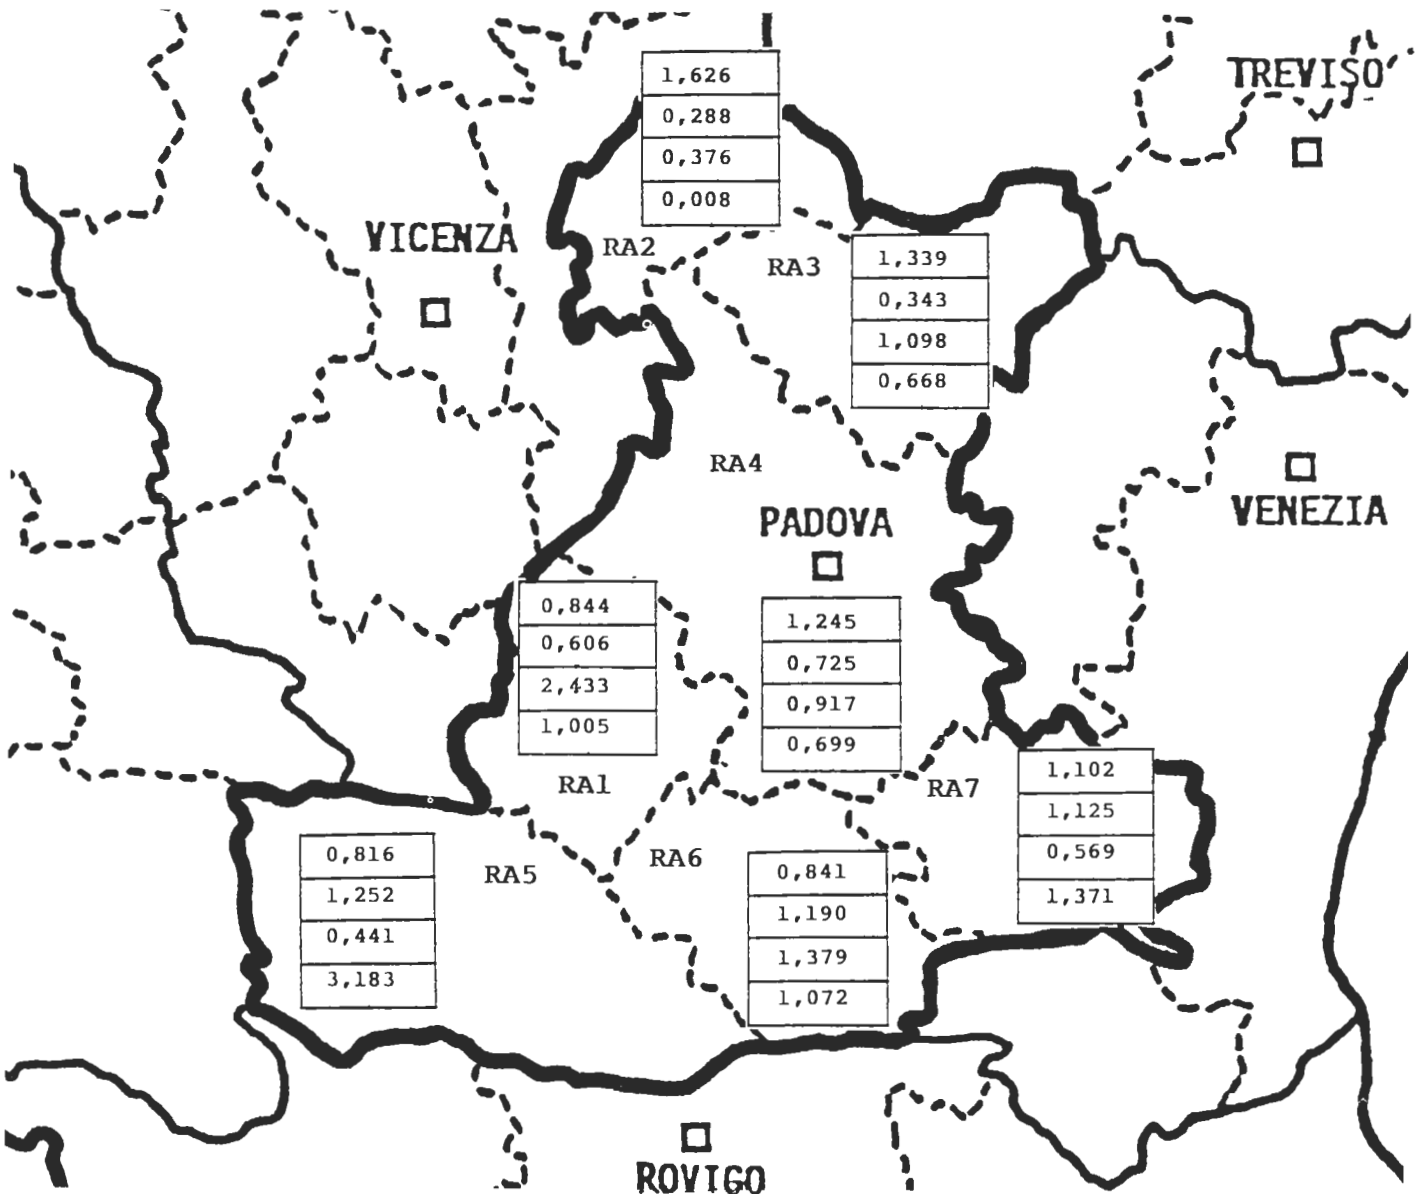 1,626
TREVISO
0,288
0,376
0,008
VICENZA
RA2
RA3
1,339
0,343
1,098
0,668
RA4
PADOVA
VENEZIA
0,844
0,606
2,433
1,005
1,245
0,725
0,917
0,699
RA1
RA7
1,102
1,125
0,569
1,371
0,816
1,252
0,441
3,183
RA5
RA6
0,841
1,190
1,379
1,072
ROVIGO